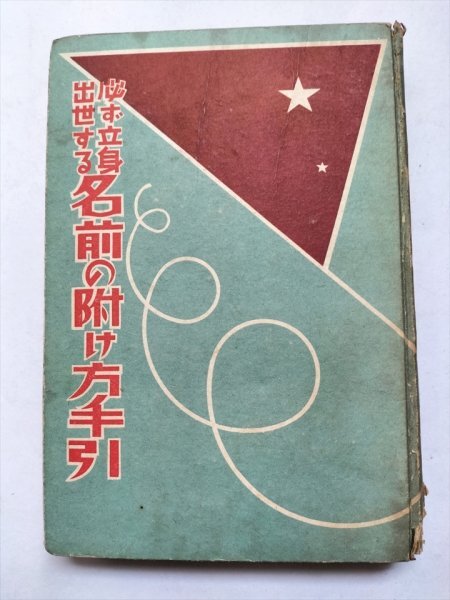 必ず立身
出世する
名前の附け方手引